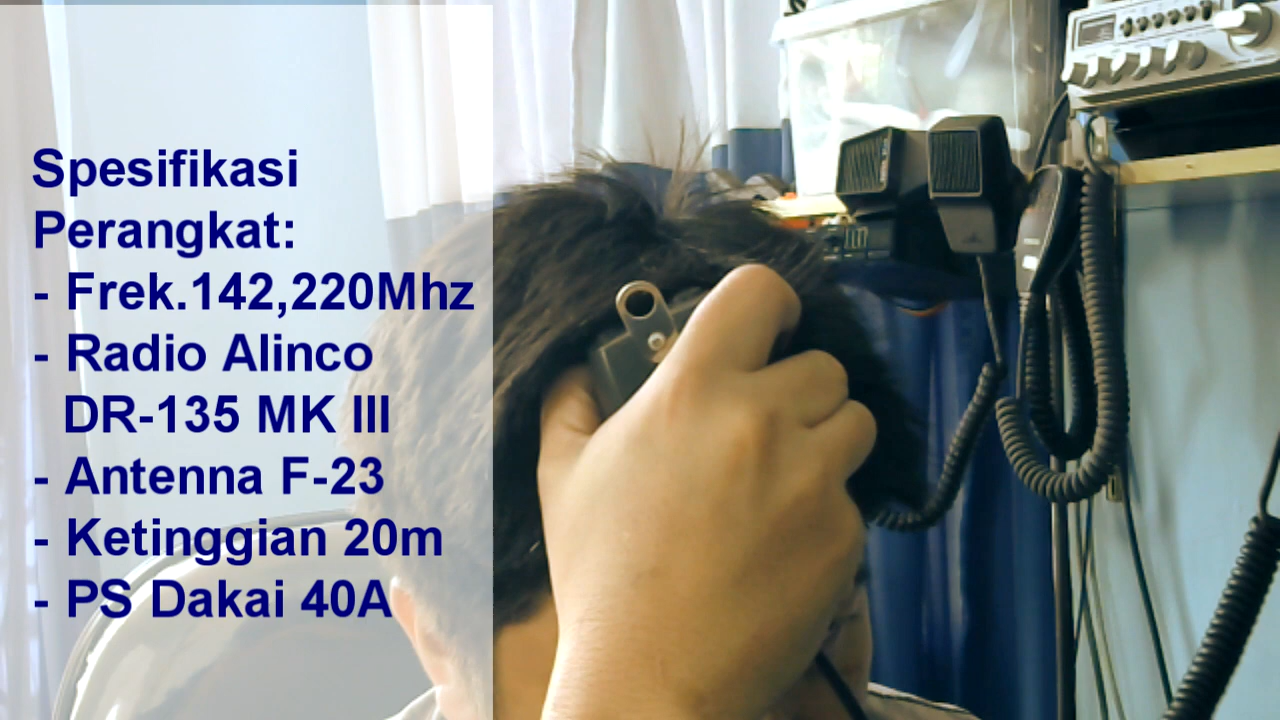 Spesifikasi
Perangkat:
- Frek.142,220Mhz
- Radio Alinco
DR-135 MK III
- Antenna F-23
- Ketinggian 20m
- PS Dakai 40A